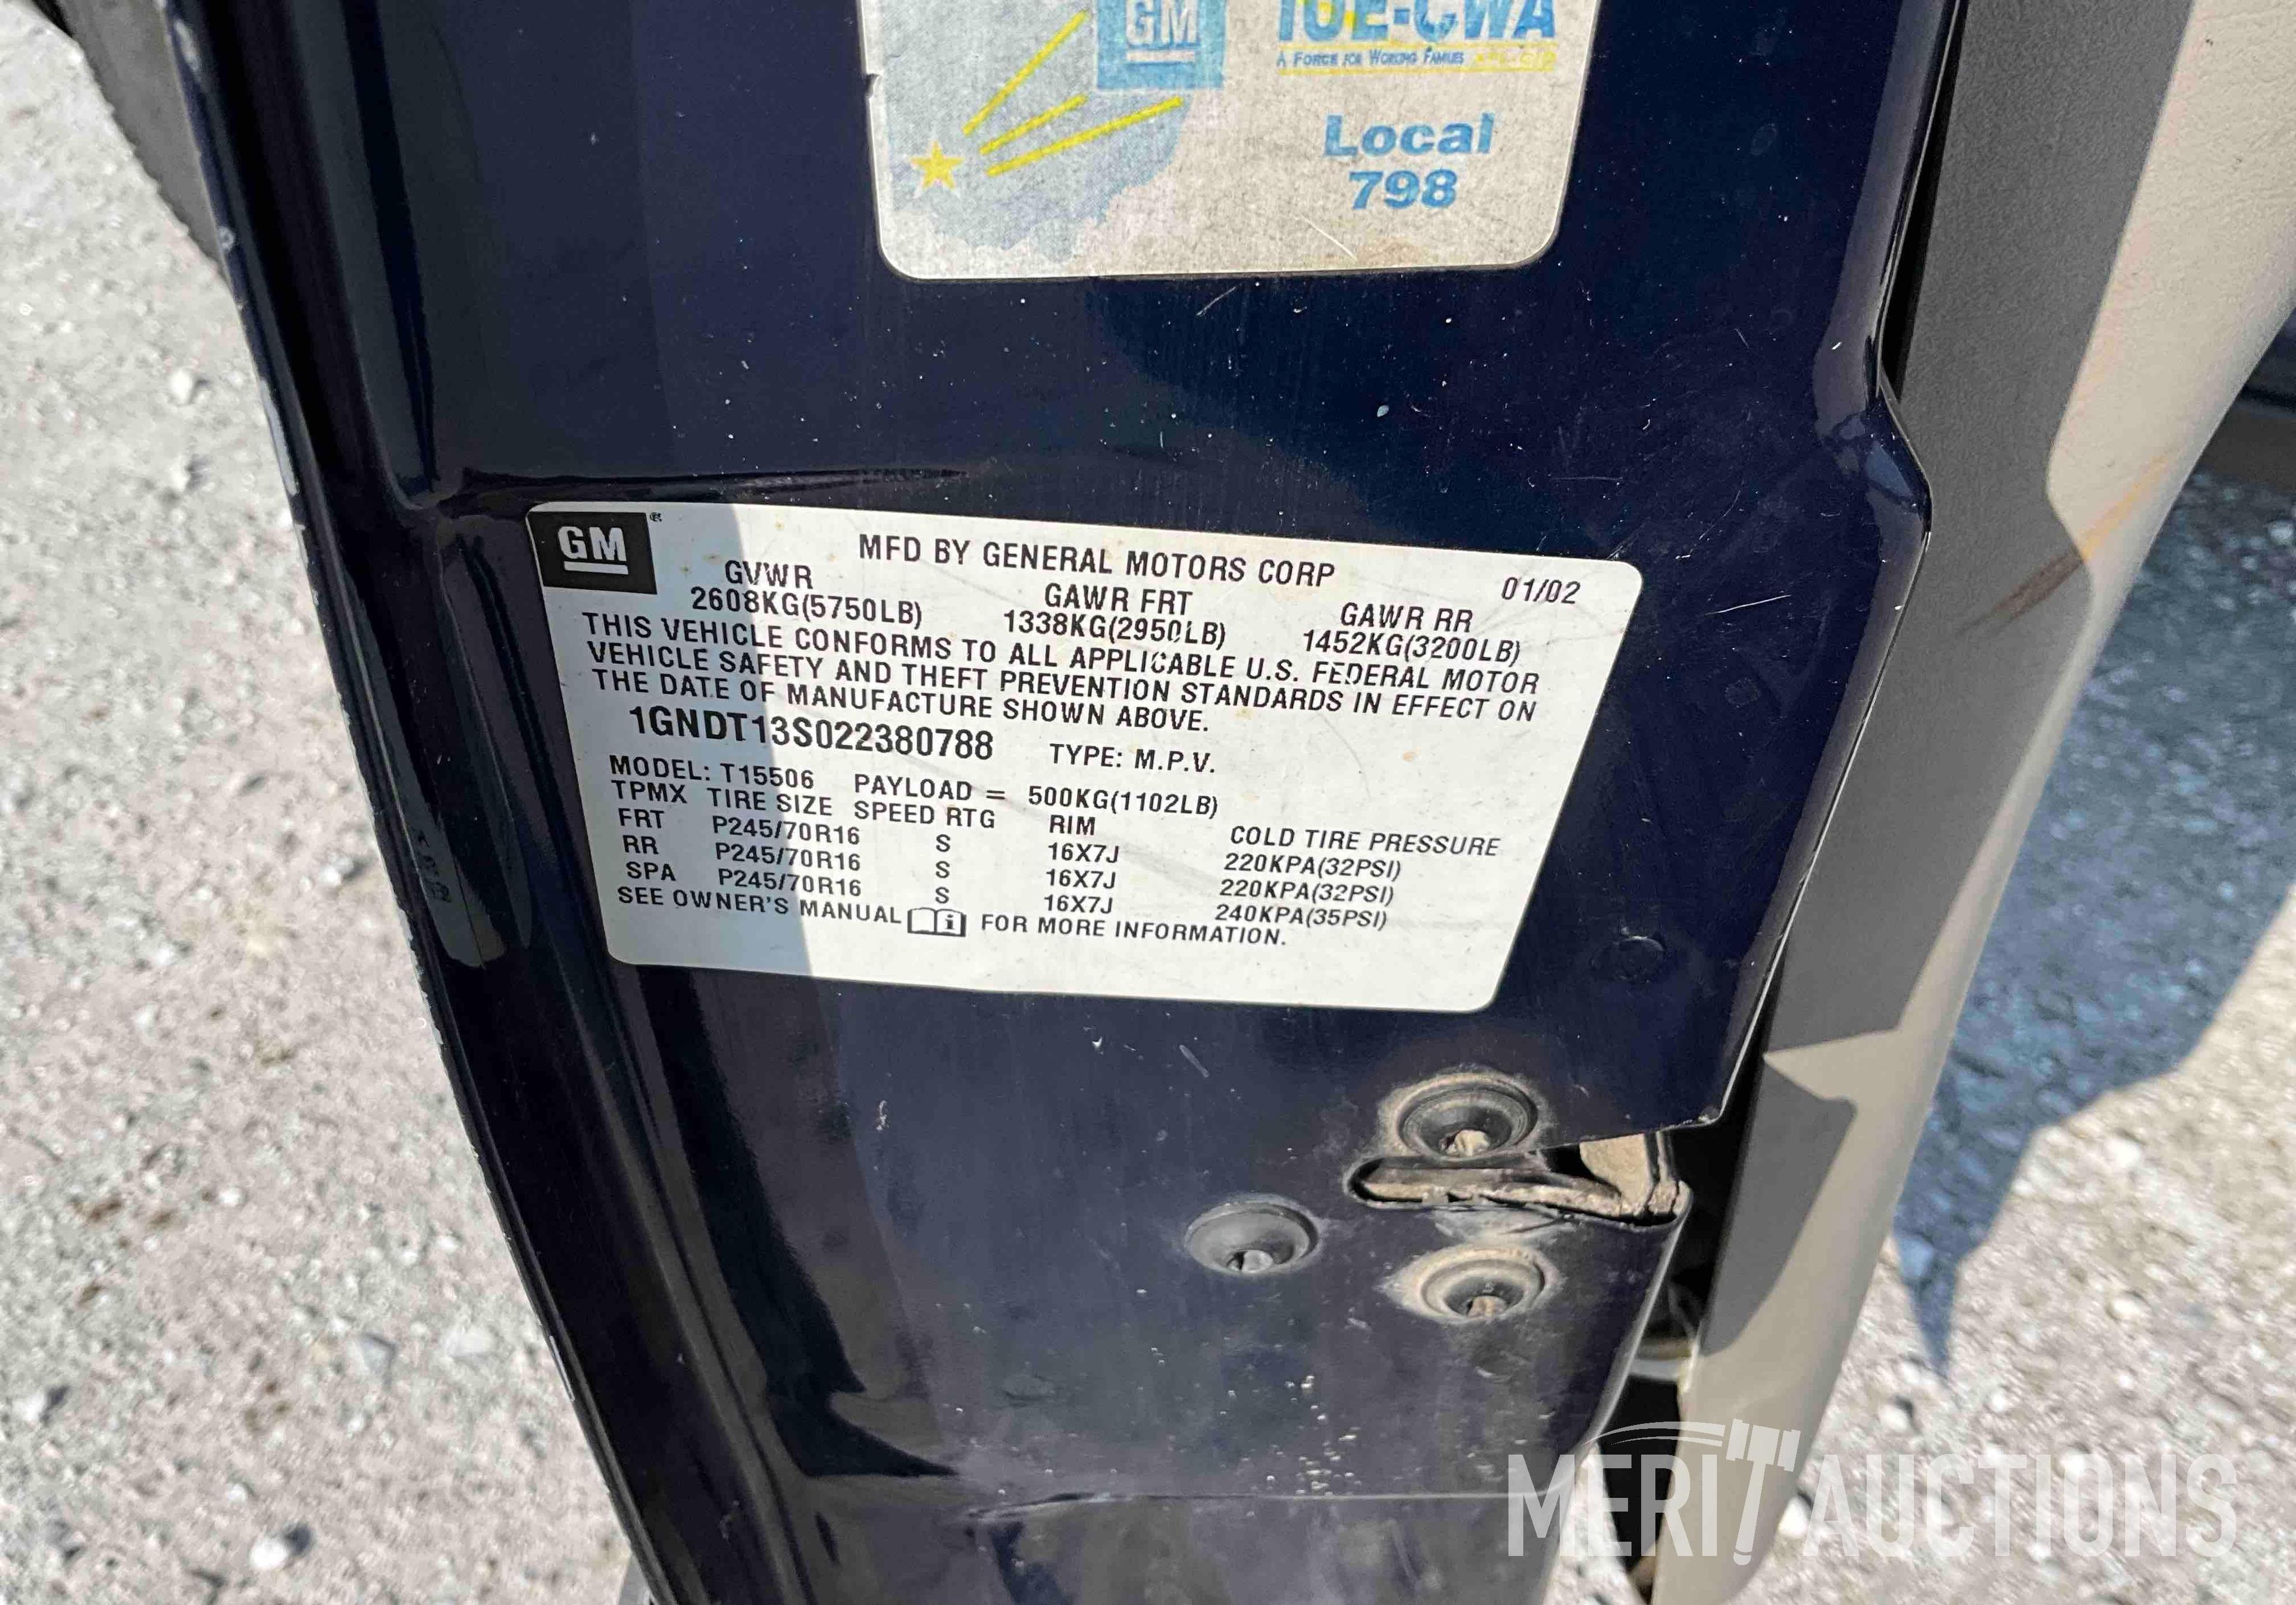 GM
IUE-CWA
A FORCE FOR WORKING FAMILIES
Local
798
GM
MFD BY GENERAL MOTORS CORP
01/02
GVWR GAWR FRT GAWR RR
2608KG(5750LB) 1338KG(2950LB) 1452KG(3200LB)
THIS VEHICLE CONFORMS TO ALL APPLICABLE U.S. FEDERAL MOTOR
VEHICLE SAFETY AND THEFT PREVENTION STANDARDS IN EFFECT ON
THE DATE OF MANUFACTURE SHOWN ABOVE.
1GNDT13S022380788 TYPE: M.P.V.
MODEL: T15506 PAYLOAD = 500KG(1102LB)
TPMX TIRE SIZE SPEED RTG RIM COLD TIRE PRESSURE
FRT P245/70R16 S 16X7J 220KPA(32PSI)
RR P245/70R16 S 16X7J 220KPA(32PSI)
SPA P245/70R16 S 16X7J 240KPA(35PSI)
SEE OWNER'S MANUAL FOR MORE INFORMATION.
MERIT AUCTIONS